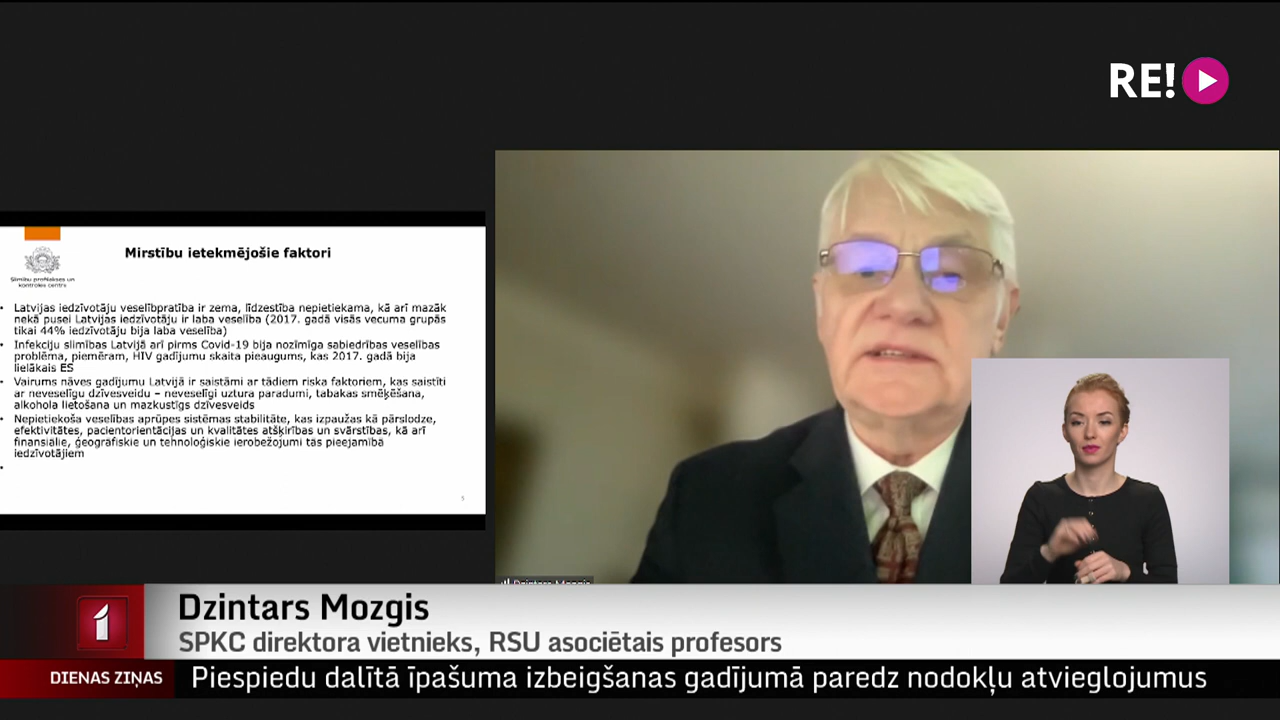 RE!
Slimību profilakses un
kontroles centrs
Mirstību ietekmējošie faktori
• Latvijas iedzīvotāju veselībpratība ir zema, līdzestība nepietiekama, kā arī mazāk
nekā pusei Latvijas iedzīvotāju ir laba veselība (2017. gadā visās vecuma grupās
tikai 44% iedzīvotāju bija laba veselība)
• Infekciju slimības Latvijā arī pirms Covid-19 bija nozīmīga sabiedrības veselības
problēma, piemēram, HIV gadījumu skaita pieaugums, kas 2017. gadā bija
lielākais ES
• Vairums nāves gadījumu Latvijā ir saistāmi ar tādiem riska faktoriem, kas saistīti
ar neveselīgu dzīvesveidu – neveselīgi uztura paradumi, tabakas smēķēšana,
alkohola lietošana un mazkustīgs dzīvesveids
• Nepietiekoša veselības aprūpes sistēmas stabilitāte, kas izpaužas kā pārslodze,
efektivitātes, pacientorientācijas un kvalitātes atšķirības un svārstības, kā arī
finansiālie, ģeogrāfiskie un tehnoloģiskie ierobežojumi tās pieejamībā
iedzīvotājiem
•
5
Dzintars Mozgis
1
Dzintars Mozgis
SPKC direktora vietnieks, RSU asociētais profesors
DIENAS ZIŅAS
Piespiedu dalītā īpašuma izbeigšanas gadījumā paredz nodokļu atvieglojumus